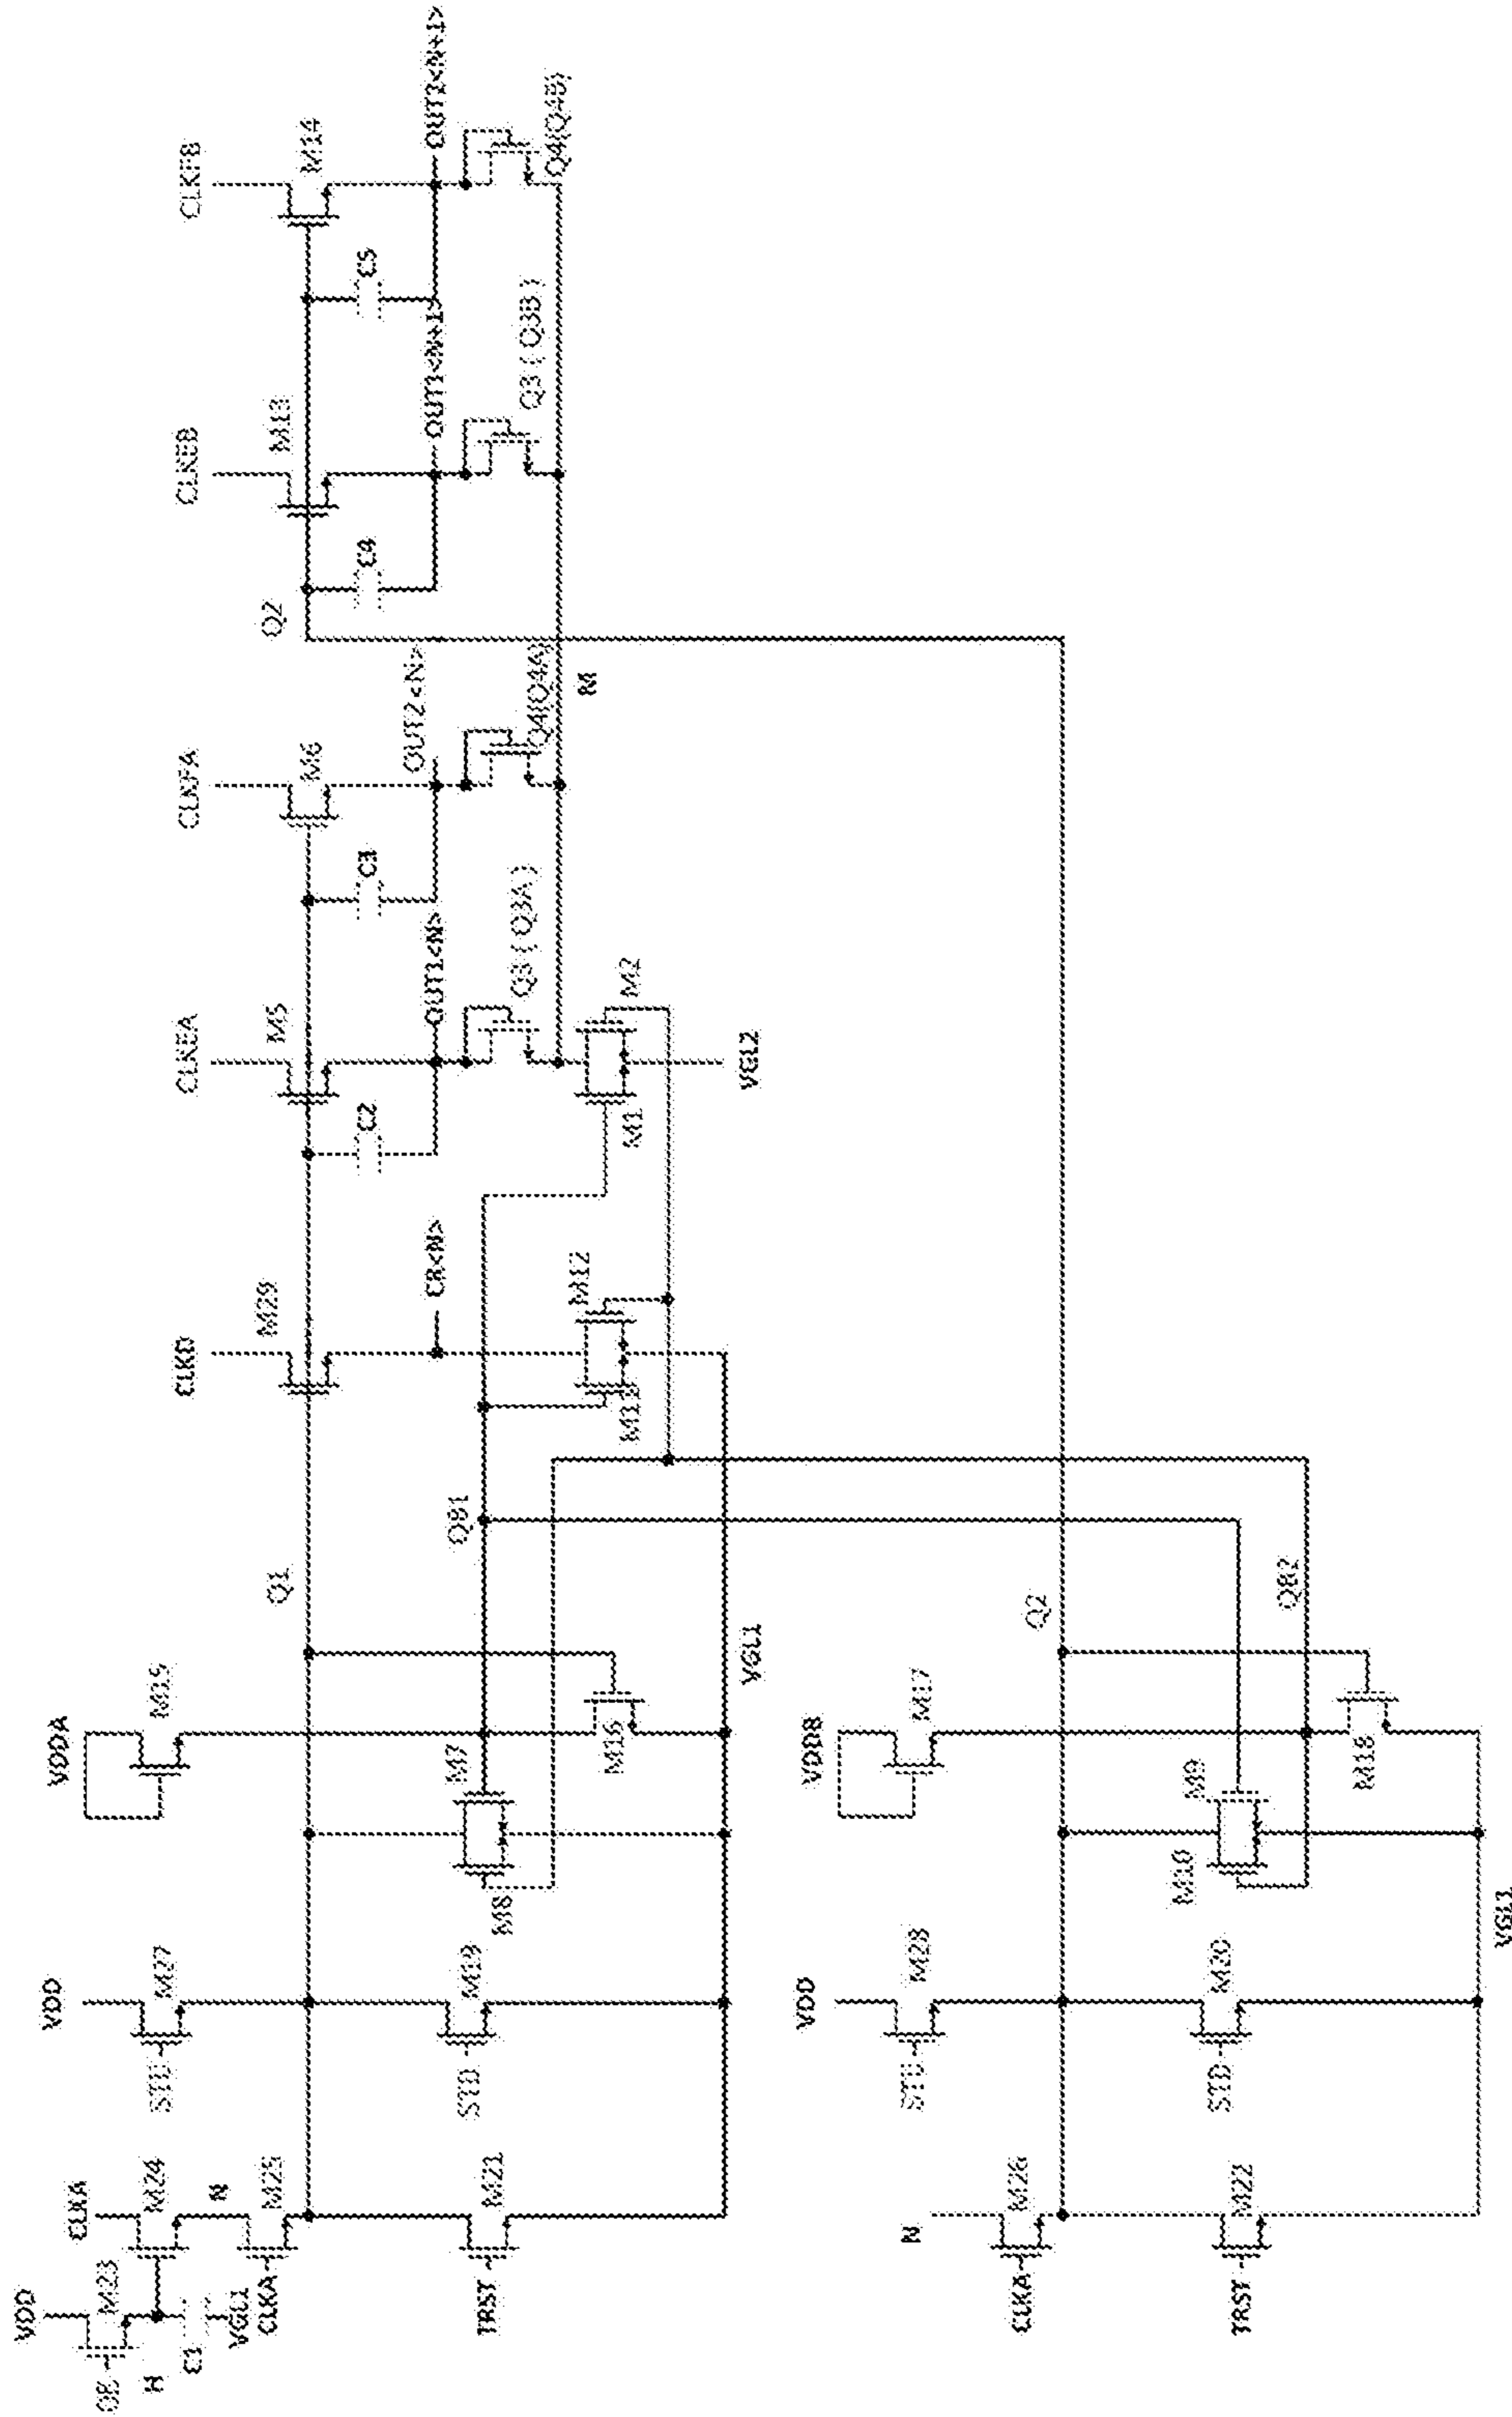 VDD
VDD
VDDA
CLKA
M23
M24
M27
M15
OE
STU
H
C1
N
VGL1
CLKA
M25
Q1
CLKD
M29
CLKEA
M5
CLKFA
M6
Q2
CLKEB
M13
CLKFB
M14
C2
C3
C4
C5
CR<N>
OUT1<N>
OUT2<N>
OUT1<N+1>
OUT2<N+1>
M7
QB1
STD
M19
TRST
M21
M8
Q3 ( Q3A )
Q4(Q4A)
Q3 ( Q3B )
Q4(Q4B)
M16
M12
M1
M2
M
VGL1
VGL2
VDD
VDDB
M28
M17
STU
N
CLKA
M26
Q2
M10
M9
STD
M20
TRST
M22
QB2
M18
VGL1